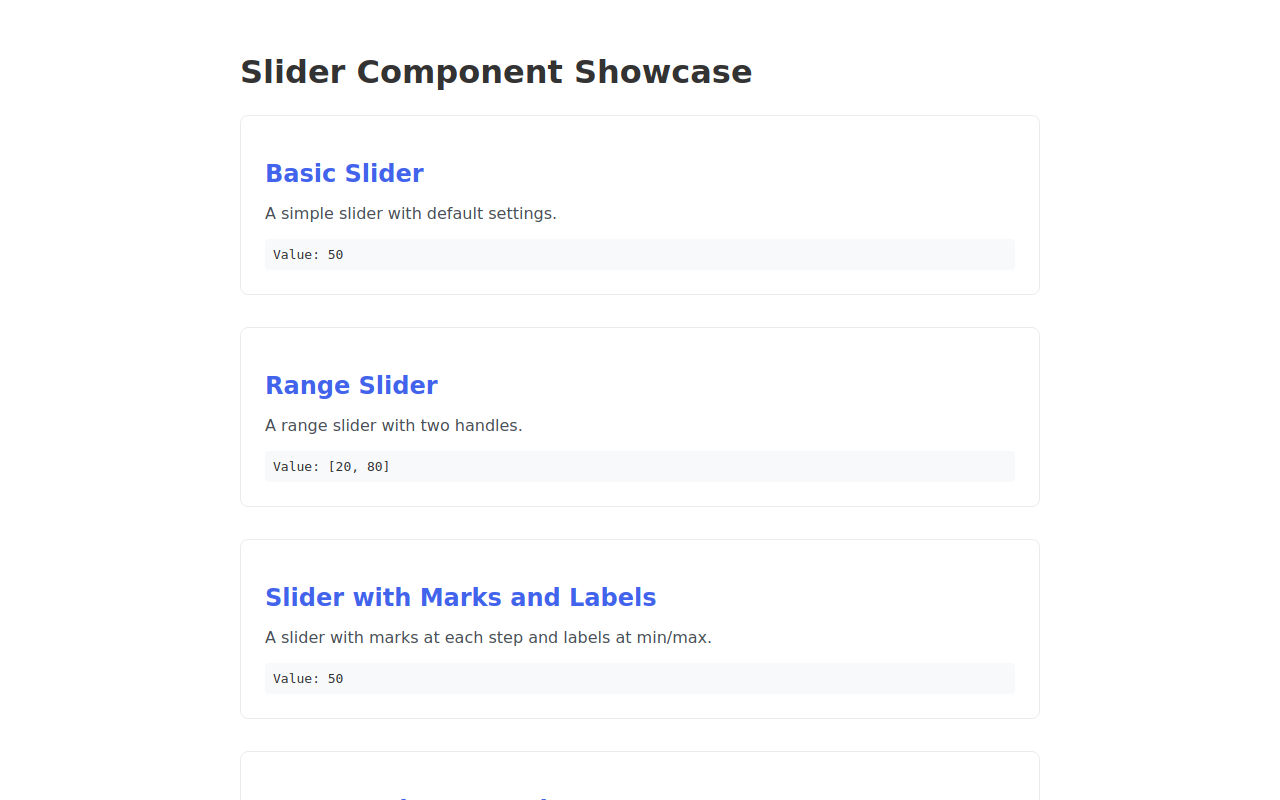 Slider Component Showcase
Basic Slider
A simple slider with default settings.
Value: 50
Range Slider
A range slider with two handles.
Value: [20, 80]
Slider with Marks and Labels
A slider with marks at each step and labels at min/max.
Value: 50